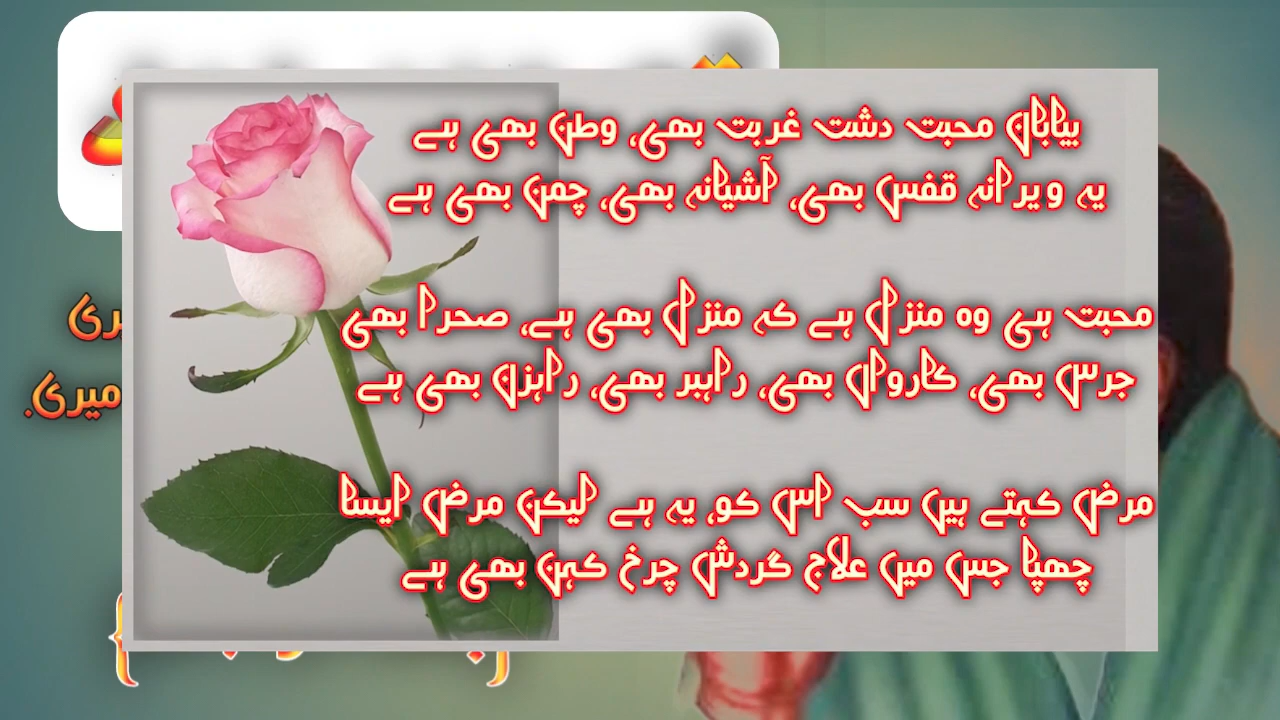 بیاباں محبت دشت غربت بھی، وطن بھی ہے
یہ ویرانہ قفس بھی، آشیانہ بھی، چمن بھی ہے
محبت ہی وہ منزل ہے کہ منزل بھی ہے، صحرا بھی
جرس بھی، کارواں بھی، راہبر بھی، راہزن بھی ہے
مرض کہتے ہیں سب اس کو، یہ ہے لیکن مرض ایسا
چھپا جس میں علاج گردش چرخ کہن بھی ہے
میری